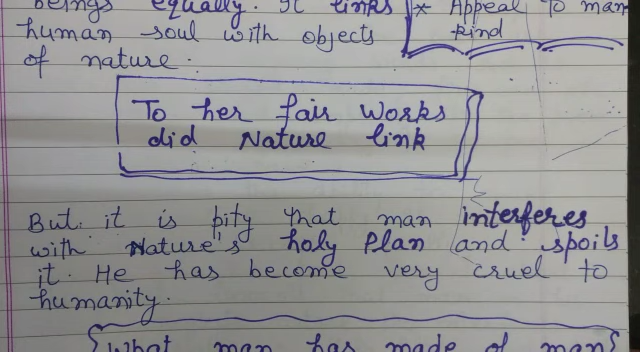 beings equally. It links
* Appeal To man
kind
human soul with objects
of nature.
To her fair works
did Nature link
But it is pity that man interferes
with Nature's holy Plan and spoils
it. He has become very cruel to
humanity.
What man has made of man